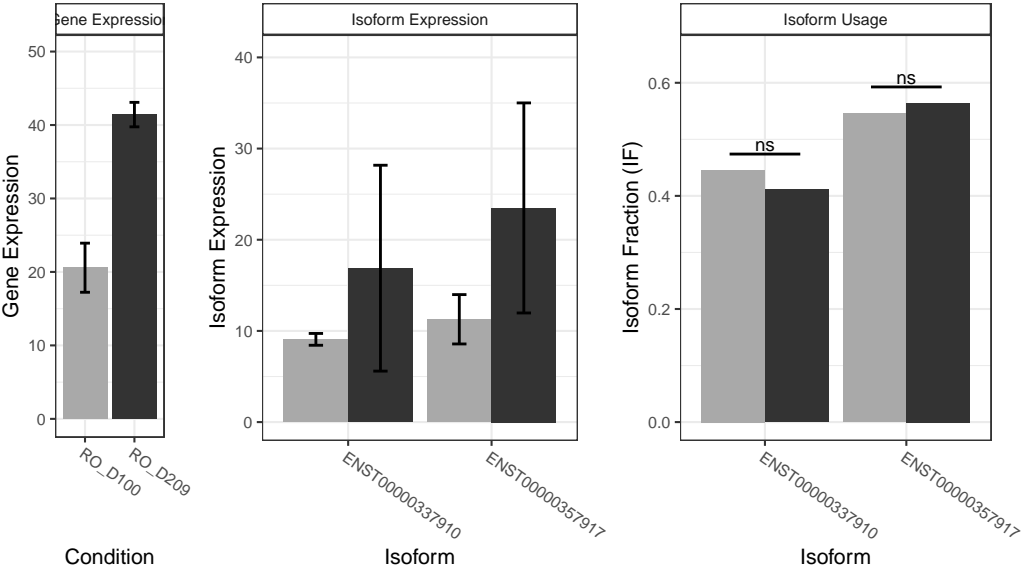 Gene Expression
Isoform Expression
Isoform Usage
Gene Expression
50
40
30
20
10
0
RO_D100
RO_D209
Condition
Isoform Expression
40
30
20
10
0
ENST00000337910
ENST00000357917
Isoform
Isoform Fraction (IF)
0.6
0.4
0.2
0.0
ns
ns
ENST00000337910
ENST00000357917
Isoform